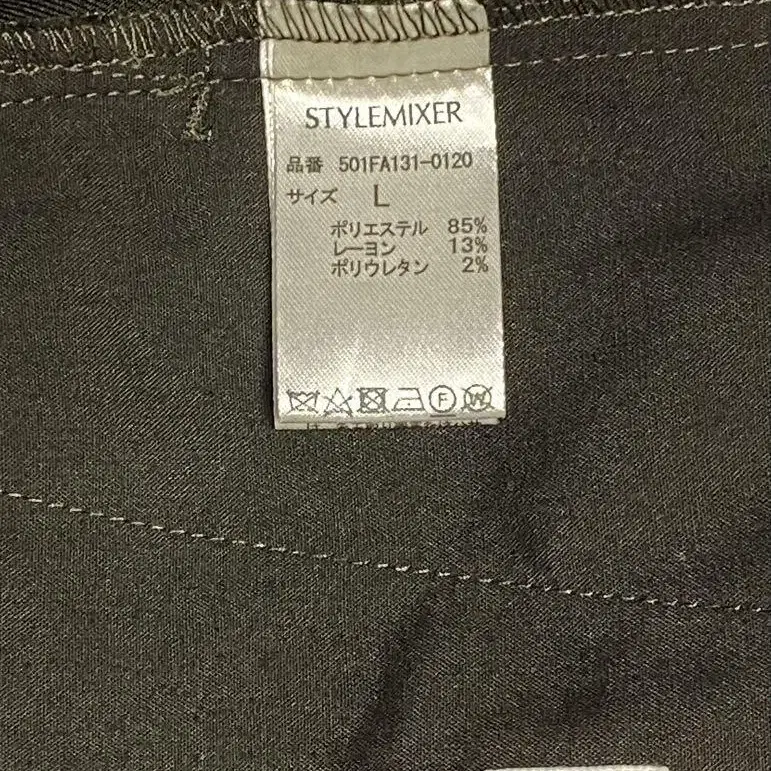 STYLEMIXER
品番 501FA131-0120
サイズ L
ポリエステル 85%
レーヨン 13%
ポリウレタン 2%
F W